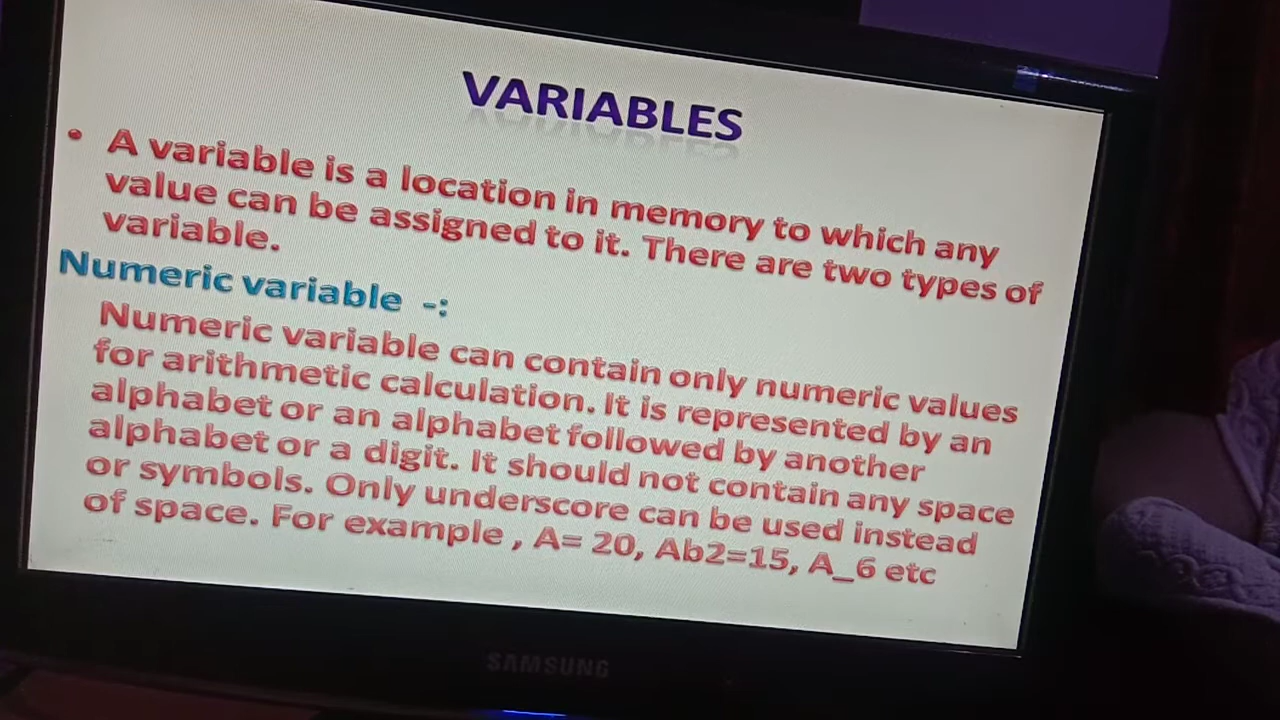 VARIABLES
• A variable is a location in memory to which any
value can be assigned to it. There are two types of
variable.
Numeric variable -:
Numeric variable can contain only numeric values
for arithmetic calculation. It is represented by an
alphabet or an alphabet followed by another
alphabet or a digit. It should not contain any space
or symbols. Only underscore can be used instead
of space. For example , A= 20, Ab2=15, A_6 etc
SAMSUNG